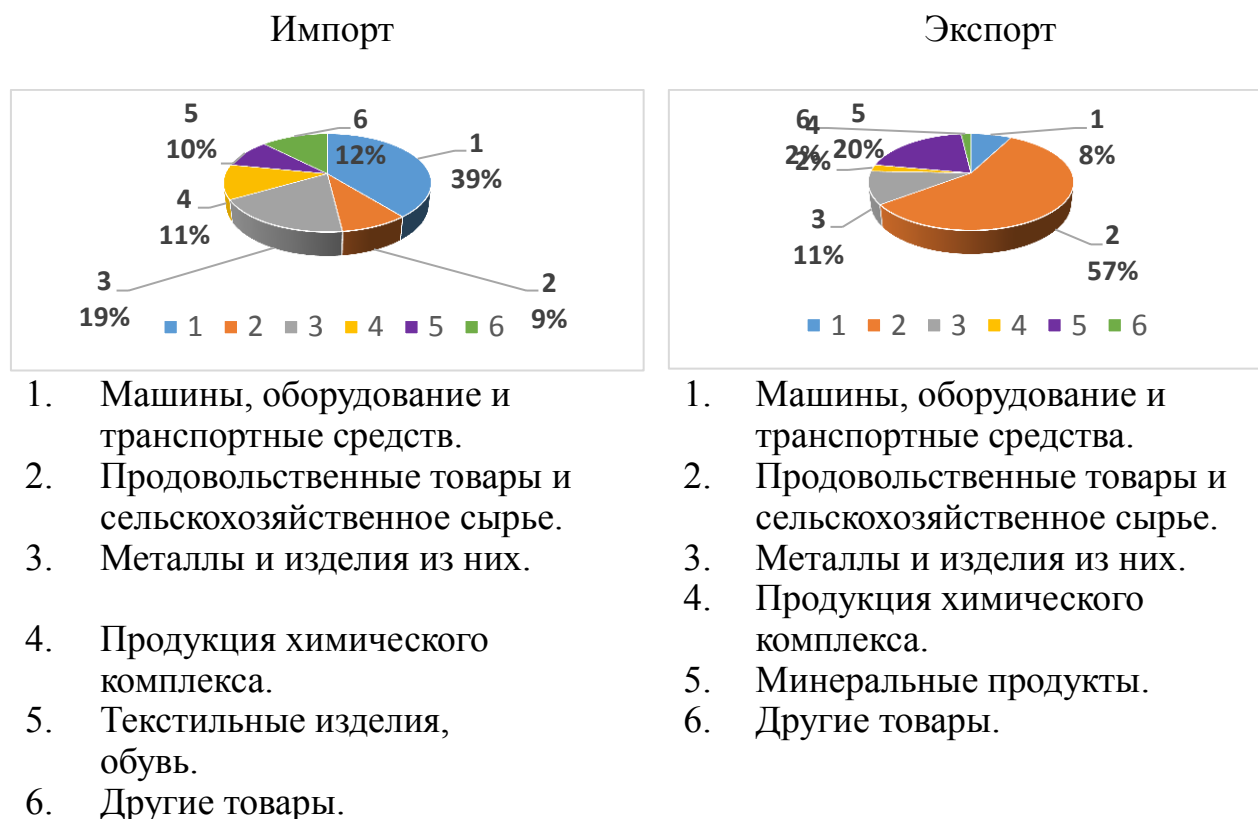 Импорт
5
10%
6
12%
1
39%
4
11%
3
19%
2
9%
1 2 3 4 5 6
1. Машины, оборудование и
транспортные средств.
2. Продовольственные товары и
сельскохозяйственное сырье.
3. Металлы и изделия из них.
4. Продукция химического
комплекса.
5. Текстильные изделия,
обувь.
6. Другие товары.
Экспорт
6
2%
4
2%
5
20%
1
8%
3
11%
2
57%
1 2 3 4 5 6
1. Машины, оборудование и
транспортные средства.
2. Продовольственные товары и
сельскохозяйственное сырье.
3. Металлы и изделия из них.
4. Продукция химического
комплекса.
5. Минеральные продукты.
6. Другие товары.